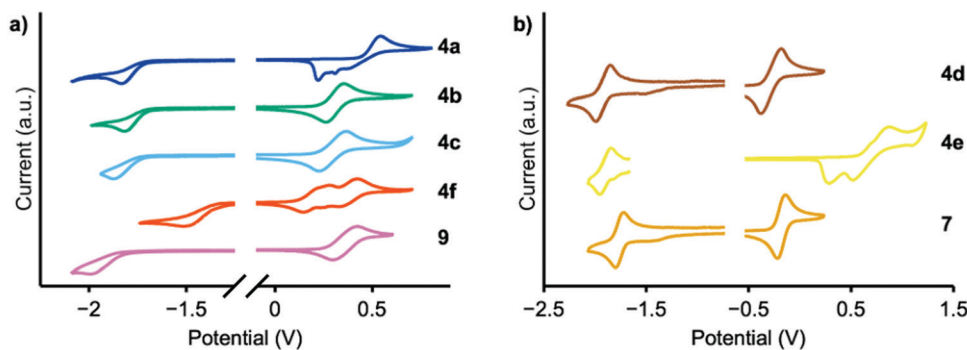 a)
4a
4b
4c
4f
9
Current (a.u.)
−2
−1.5
0
0.5
Potential (V)
b)
4d
4e
7
Current (a.u.)
−2.5
−1.5
−0.5
0.5
1.5
Potential (V)